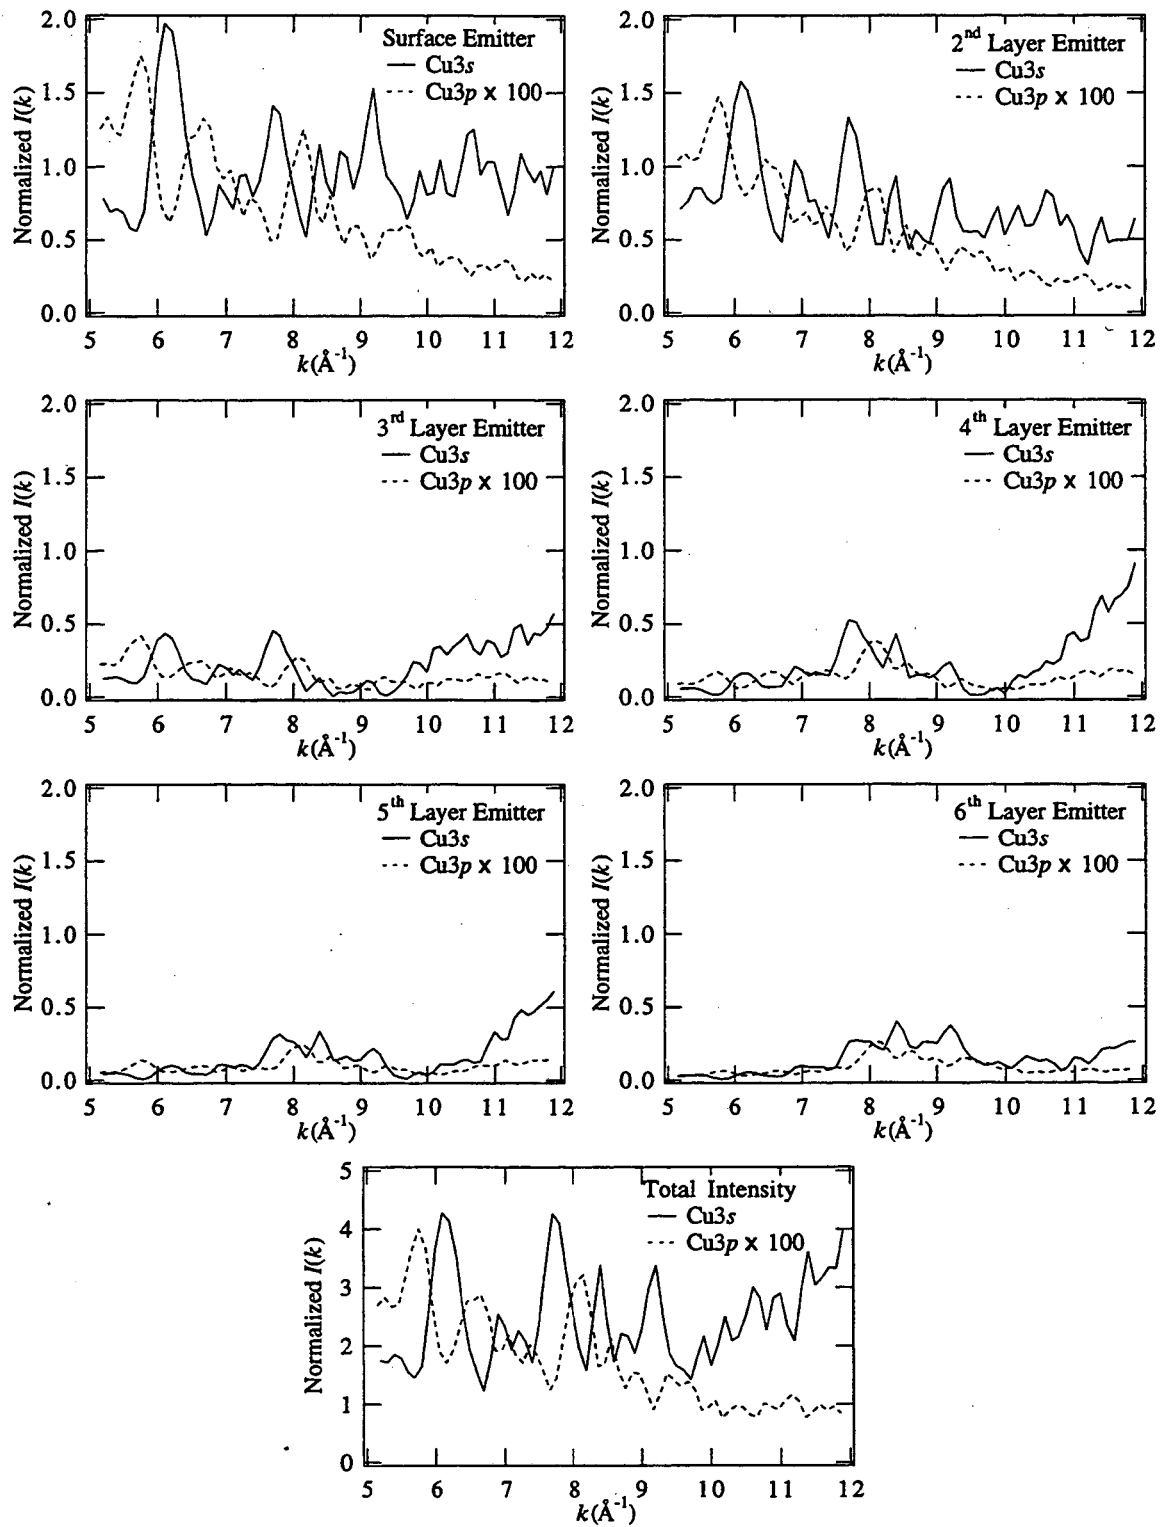 Surface Emitter
Cu3s
Cu3p x 100
2.0
1.5
1.0
0.5
0.0
Normalized I(k)
5 6 7 8 9 10 11 12
k(Å⁻¹)
2nd Layer Emitter
Cu3s
Cu3p x 100
2.0
1.5
1.0
0.5
0.0
Normalized I(k)
5 6 7 8 9 10 11 12
k(Å⁻¹)
3rd Layer Emitter
Cu3s
Cu3p x 100
2.0
1.5
1.0
0.5
0.0
Normalized I(k)
5 6 7 8 9 10 11 12
k(Å⁻¹)
4th Layer Emitter
Cu3s
Cu3p x 100
2.0
1.5
1.0
0.5
0.0
Normalized I(k)
5 6 7 8 9 10 11 12
k(Å⁻¹)
5th Layer Emitter
Cu3s
Cu3p x 100
2.0
1.5
1.0
0.5
0.0
Normalized I(k)
5 6 7 8 9 10 11 12
k(Å⁻¹)
6th Layer Emitter
Cu3s
Cu3p x 100
2.0
1.5
1.0
0.5
0.0
Normalized I(k)
5 6 7 8 9 10 11 12
k(Å⁻¹)
Total Intensity
Cu3s
Cu3p x 100
5
4
3
2
1
0
Normalized I(k)
5 6 7 8 9 10 11 12
k(Å⁻¹)